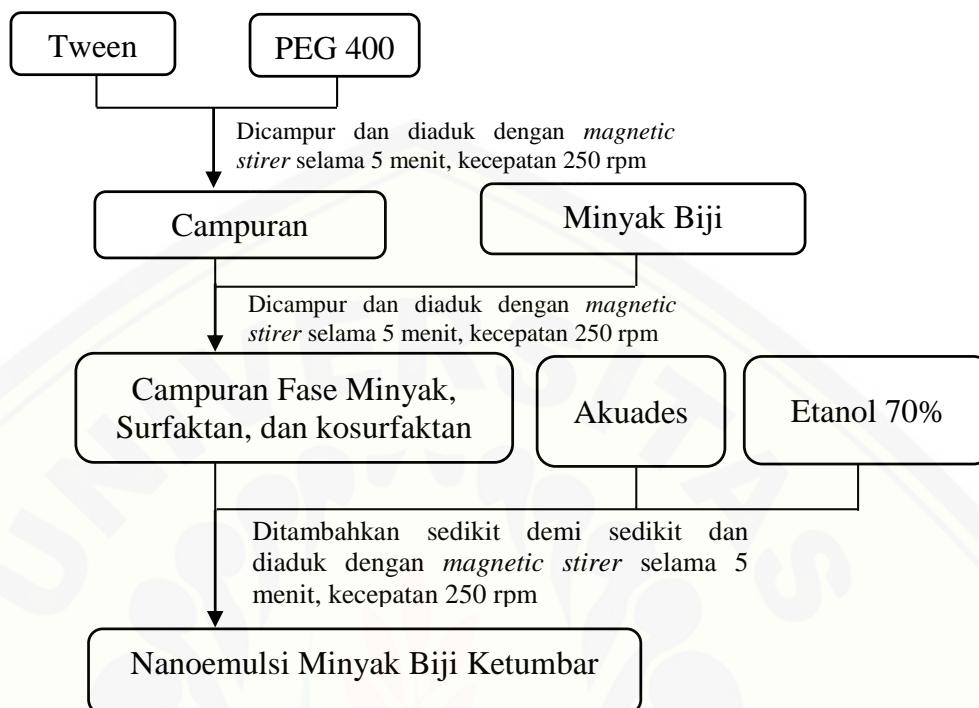 Tween
PEG 400
Dicampur dan diaduk dengan magnetic
stirer selama 5 menit, kecepatan 250 rpm
Campuran
Minyak Biji
Dicampur dan diaduk dengan magnetic
stirer selama 5 menit, kecepatan 250 rpm
Campuran Fase Minyak,
Surfaktan, dan kosurfaktan
Akuades
Etanol 70%
Ditambahkan sedikit demi sedikit dan
diaduk dengan magnetic stirer selama 5
menit, kecepatan 250 rpm
Nanoemulsi Minyak Biji Ketumbar
UNIVERSITAS